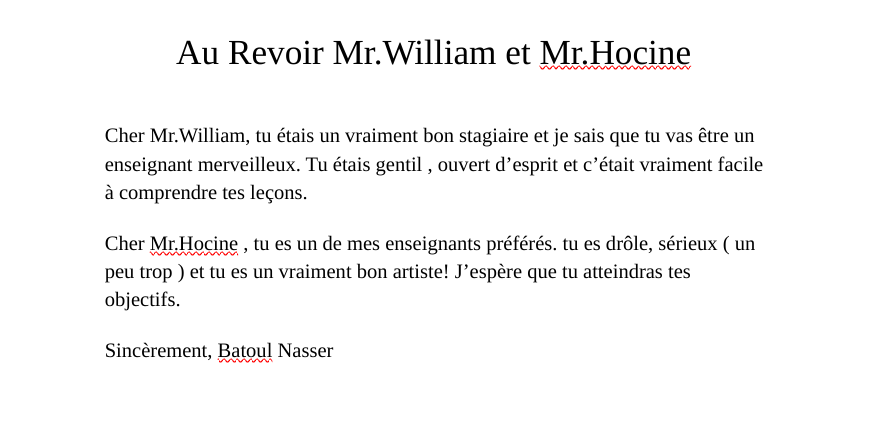 Au Revoir Mr.William et Mr.Hocine
Cher Mr.William, tu étais un vraiment bon stagiaire et je sais que tu vas être un
enseignant merveilleux. Tu étais gentil , ouvert d’esprit et c’était vraiment facile
à comprendre tes leçons.
Cher Mr.Hocine , tu es un de mes enseignants préférés. tu es drôle, sérieux ( un
peu trop ) et tu es un vraiment bon artiste! J’espère que tu atteindras tes
objectifs.
Sincèrement, Batoul Nasser